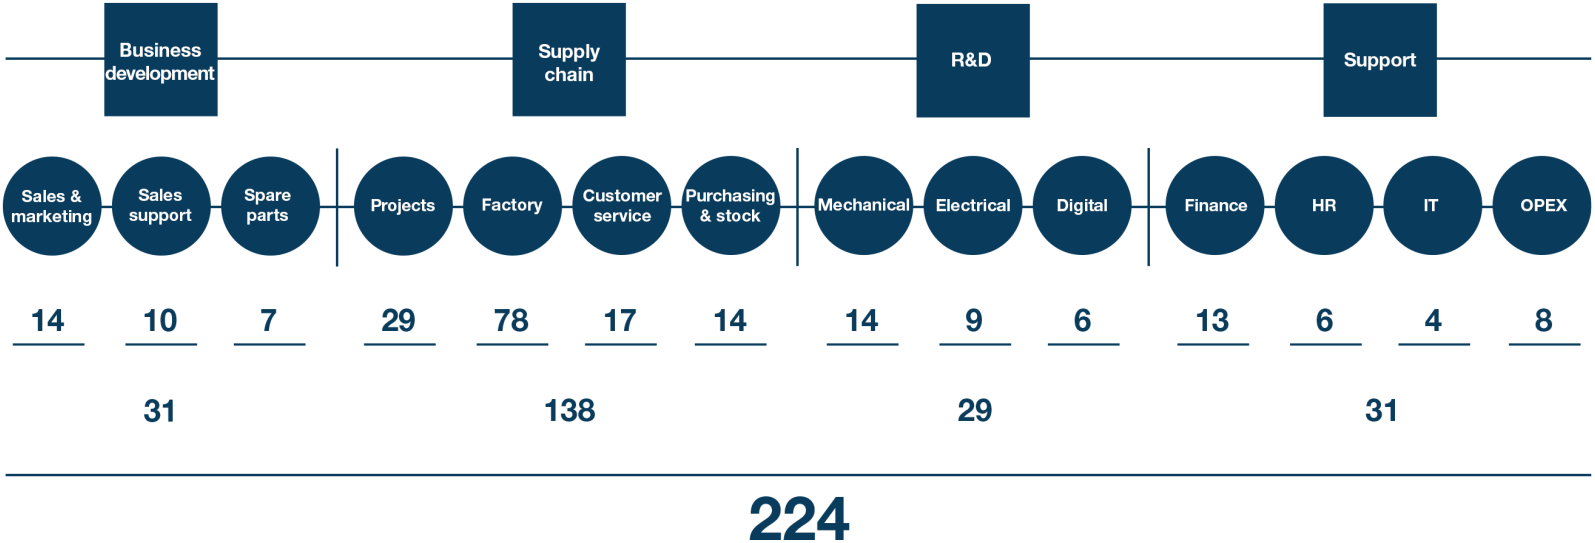 Business
development
Supply
chain
R&D
Support
Sales &
marketing
Sales
support
Spare
parts
Projects
Factory
Customer
service
Purchasing
& stock
Mechanical
Electrical
Digital
Finance
HR
IT
OPEX
14 10 7 29 78 17 14 14 9 6 13 6 4 8
31 138 29 31
224